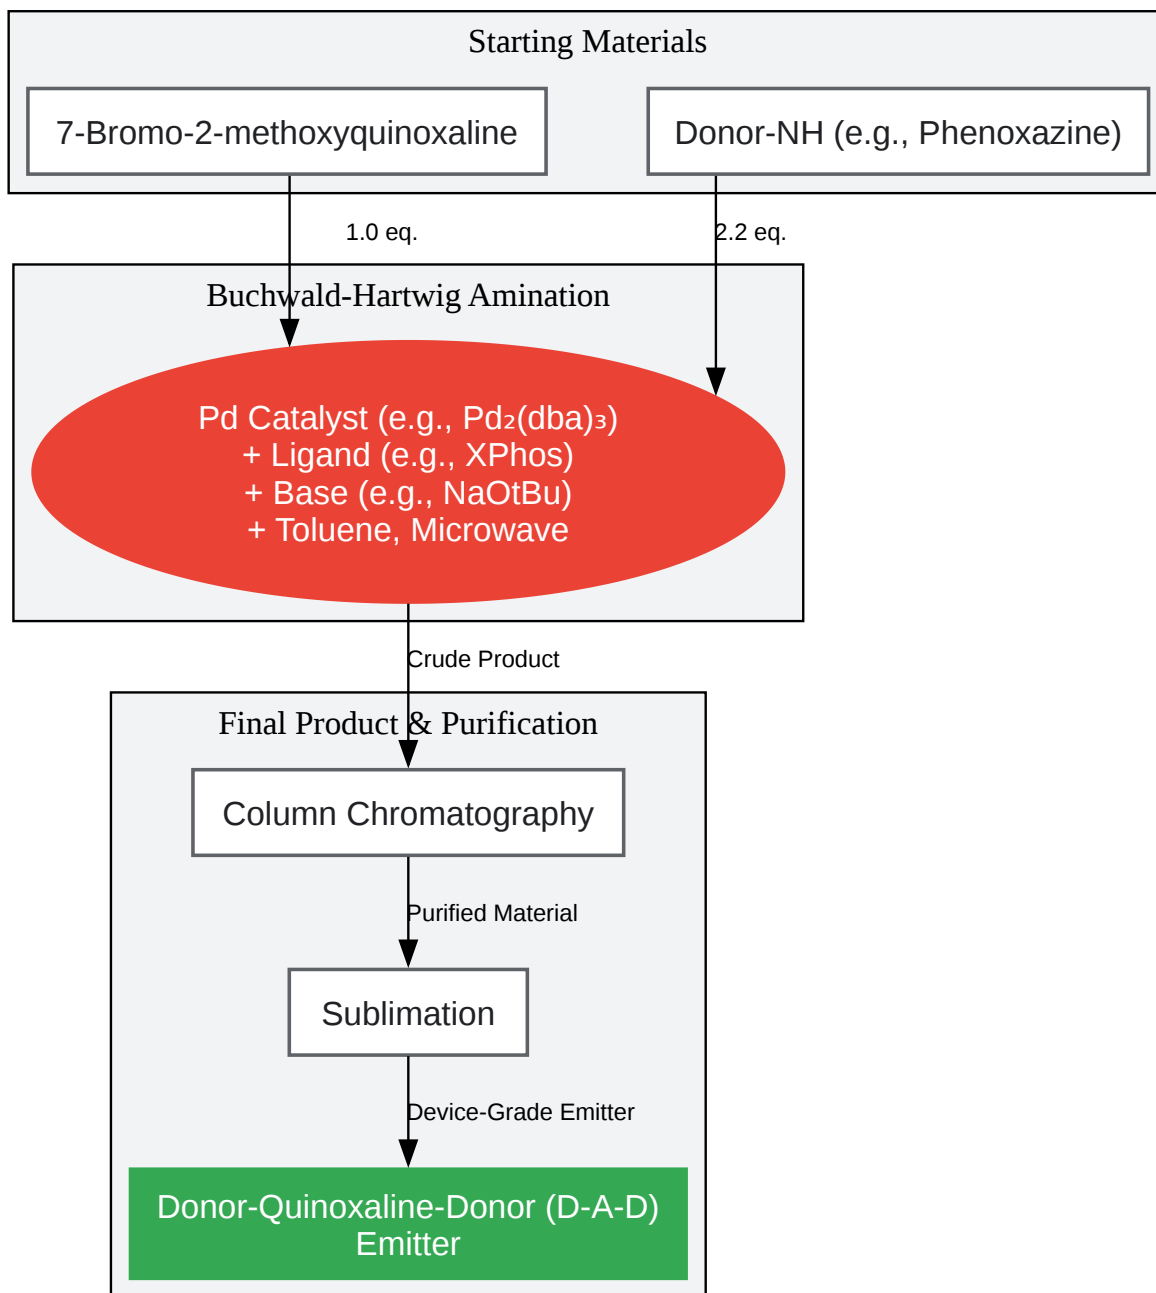 Starting Materials
7-Bromo-2-methoxyquinoxaline
Donor-NH (e.g., Phenoxazine)
1.0 eq.
2.2 eq.
Buchwald-Hartwig Amination
Pd Catalyst (e.g., Pd₂(dba)₃)
+ Ligand (e.g., XPhos)
+ Base (e.g., NaOtBu)
+ Toluene, Microwave
Crude Product
Final Product & Purification
Column Chromatography
Purified Material
Sublimation
Device-Grade Emitter
Donor-Quinoxaline-Donor (D-A-D)
Emitter